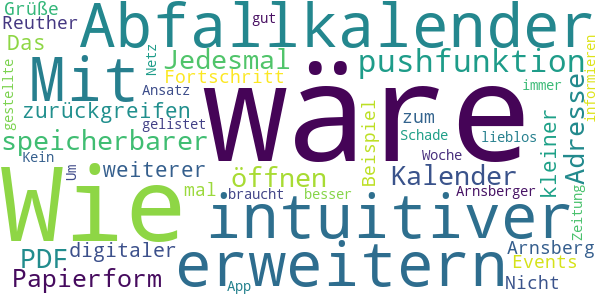 Grüße
Reuther
Das
gestellte
Mit
Abfallkalender
gut
Netz
Jedesmal
Fortschritt
Ansatz
zurückgreifen
gelistet
speicherbarer
Kein
Um
weiterer
Wie
wäre
pushfunktion
Beispiel
zum
Schade
lieblos
immer
informieren
Adresse
kleiner
Woche
Kalender
Arnsberger
Zeitung
öffnen
mal
braucht
besser
intuitiver
erweitern
PDF
digitaler
Papierform
App
Arnsberg
Events
Nicht